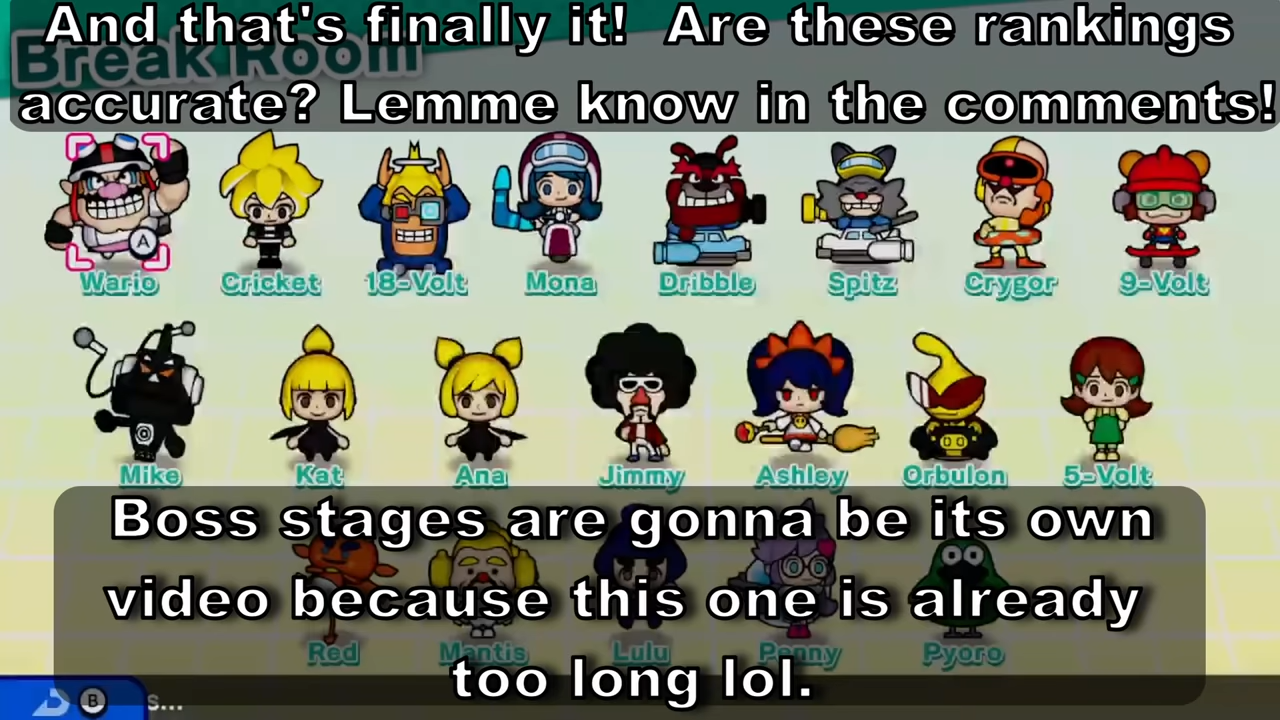 And that's finally it! Are these rankings
accurate? Lemme know in the comments!
Break Room
A
Wario Cricket 18-Volt Mona Dribble Spitz Crygor 9-Volt
Mike Kat Ana Jimmy Ashley Orbulon 5-Volt
Boss stages are gonna be its own
video because this one is already
too long lol.
Red Mantis Lulu Penny Pyoro
B s...